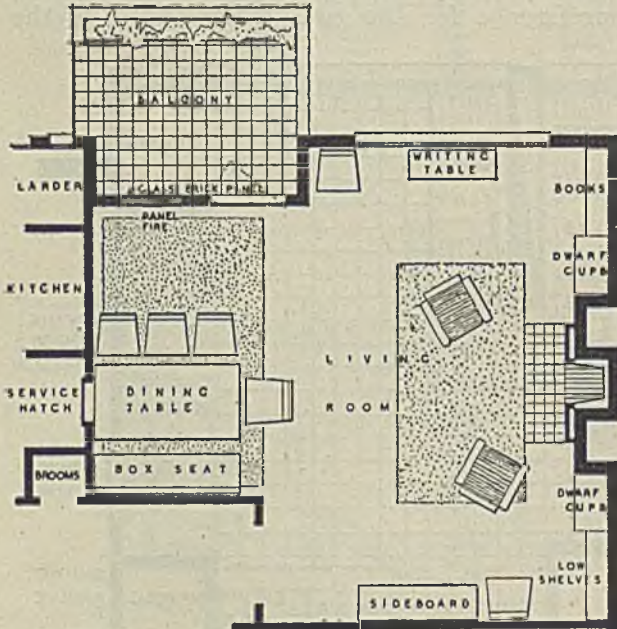 BALCONY
GLASS BRICK PANEL
WRITING
TABLE
LARDER
BOOKS
PANEL
FIRE
DWARF
CUPB
KITCHEN
LIVING
ROOM
SERVICE
HATCH
DINING
TABLE
BROOMS
BOX SEAT
DWARF
CUPB
LOW
SHELVES
SIDEBOARD